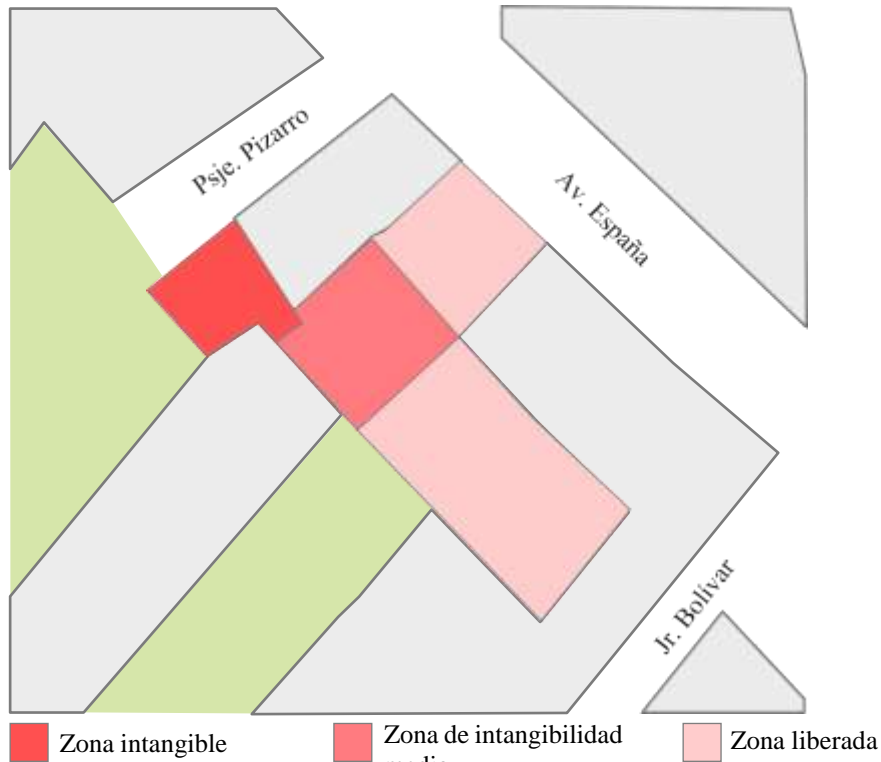 Psje. Pizarro
Av. España
Jr. Bolívar
Zona intangible
Zona de intangibilidad
Zona liberada